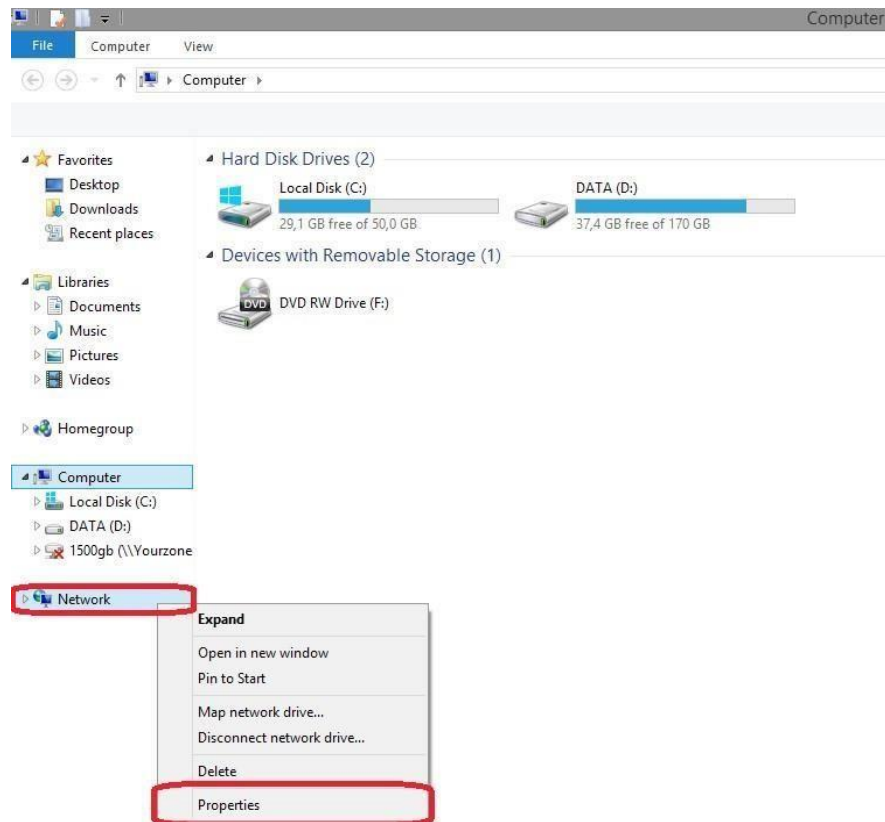 Computer
File Computer View
Computer
Favorites
Desktop
Downloads
Recent places
Libraries
Documents
Music
Pictures
Videos
Homegroup
Computer
Local Disk (C:)
DATA (D:)
1500gb (\\Yourzone
Network
Hard Disk Drives (2)
Local Disk (C:)
29,1 GB free of 50,0 GB
DATA (D:)
37,4 GB free of 170 GB
Devices with Removable Storage (1)
DVD
DVD RW Drive (F:)
Expand
Open in new window
Pin to Start
Map network drive...
Disconnect network drive...
Delete
Properties